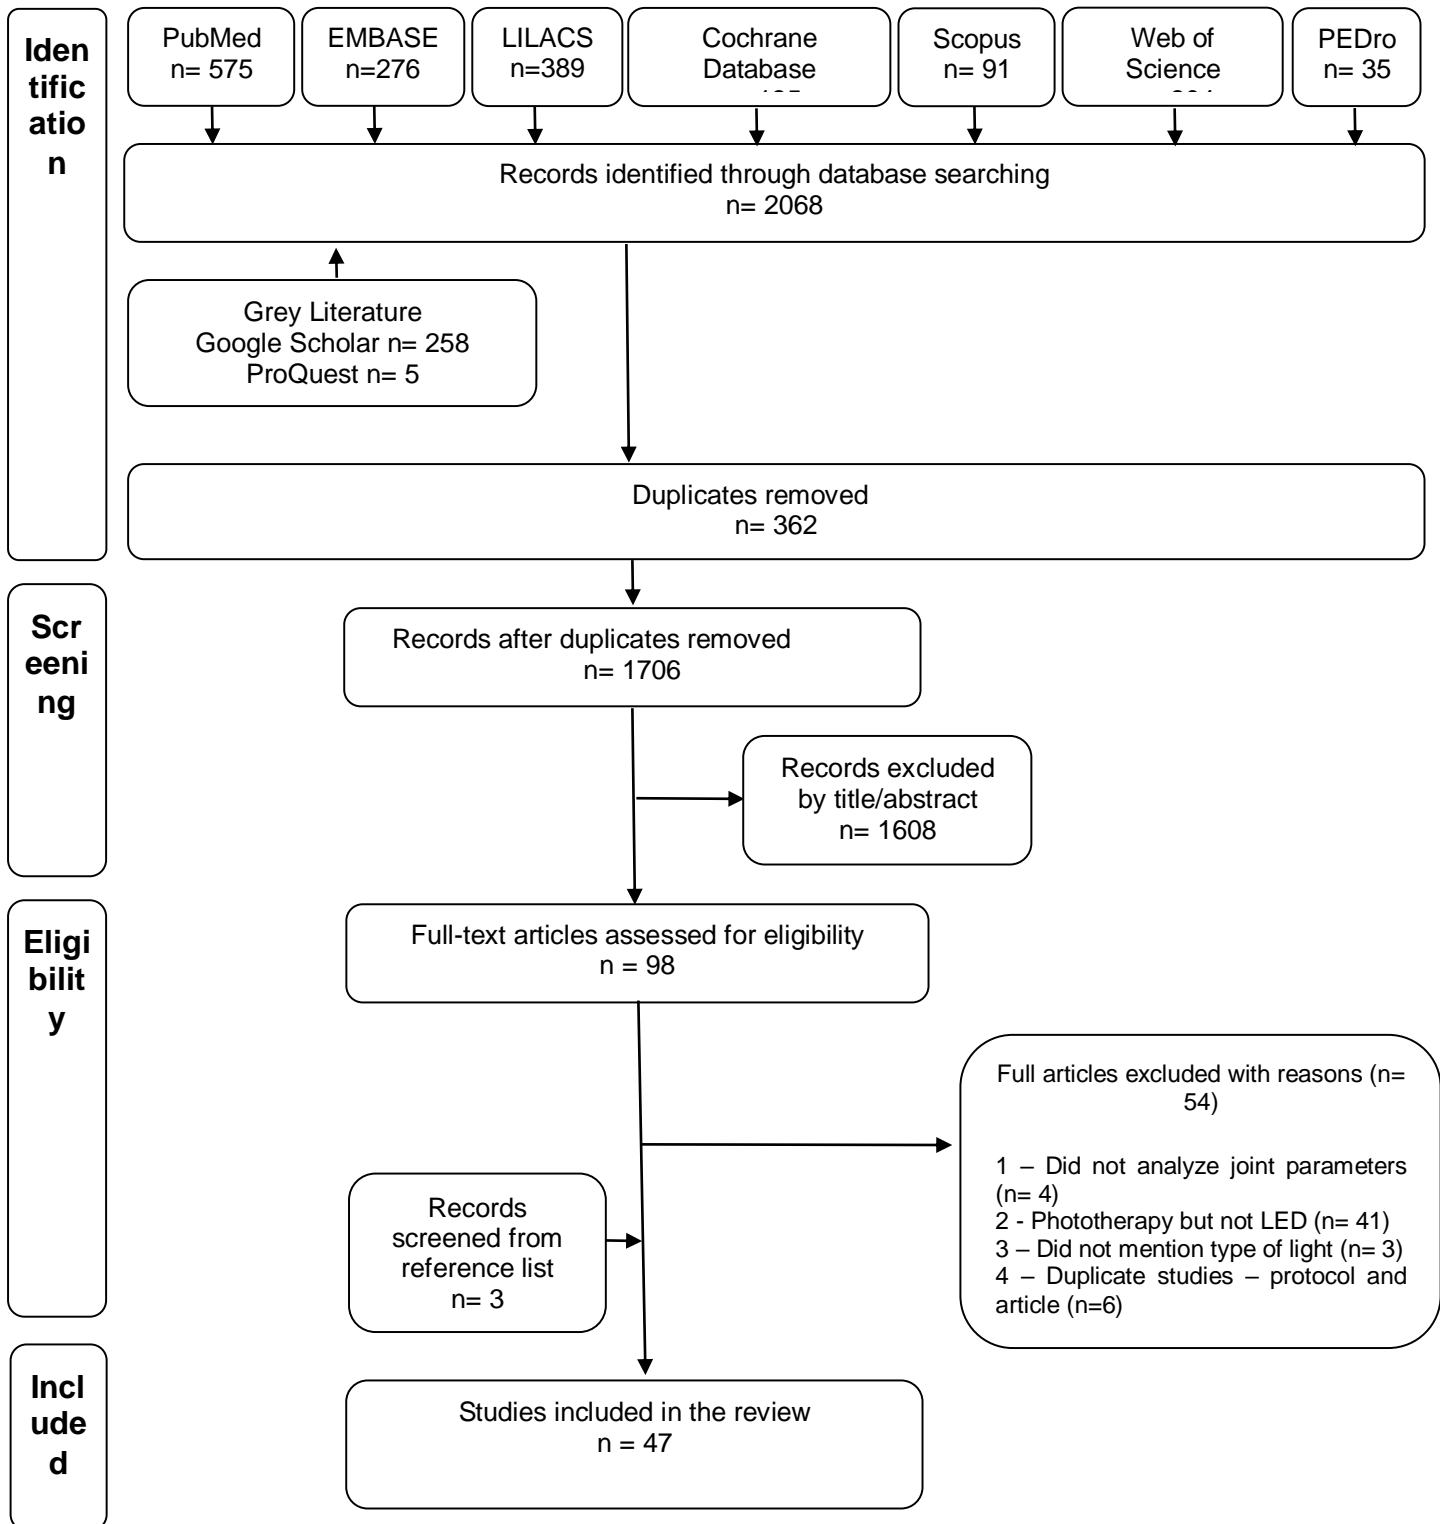 Iden
tific
atio
n
PubMed
n= 575
EMBASE
n=276
LILACS
n=389
Cochrane
Database
Scopus
n= 91
Web of
Science
PEDro
n= 35
Records identified through database searching
n= 2068
Grey Literature
Google Scholar n= 258
ProQuest n= 5
Duplicates removed
n= 362
Scr
eeni
ng
Records after duplicates removed
n= 1706
Records excluded
by title/abstract
n= 1608
Eligi
bilit
y
Full-text articles assessed for eligibility
n = 98
Full articles excluded with reasons (n=
54)
1 – Did not analyze joint parameters
(n= 4)
2 - Phototherapy but not LED (n= 41)
3 – Did not mention type of light (n= 3)
4 – Duplicate studies – protocol and
article (n=6)
Records
screened from
reference list
n= 3
Incl
ude
d
Studies included in the review
n = 47